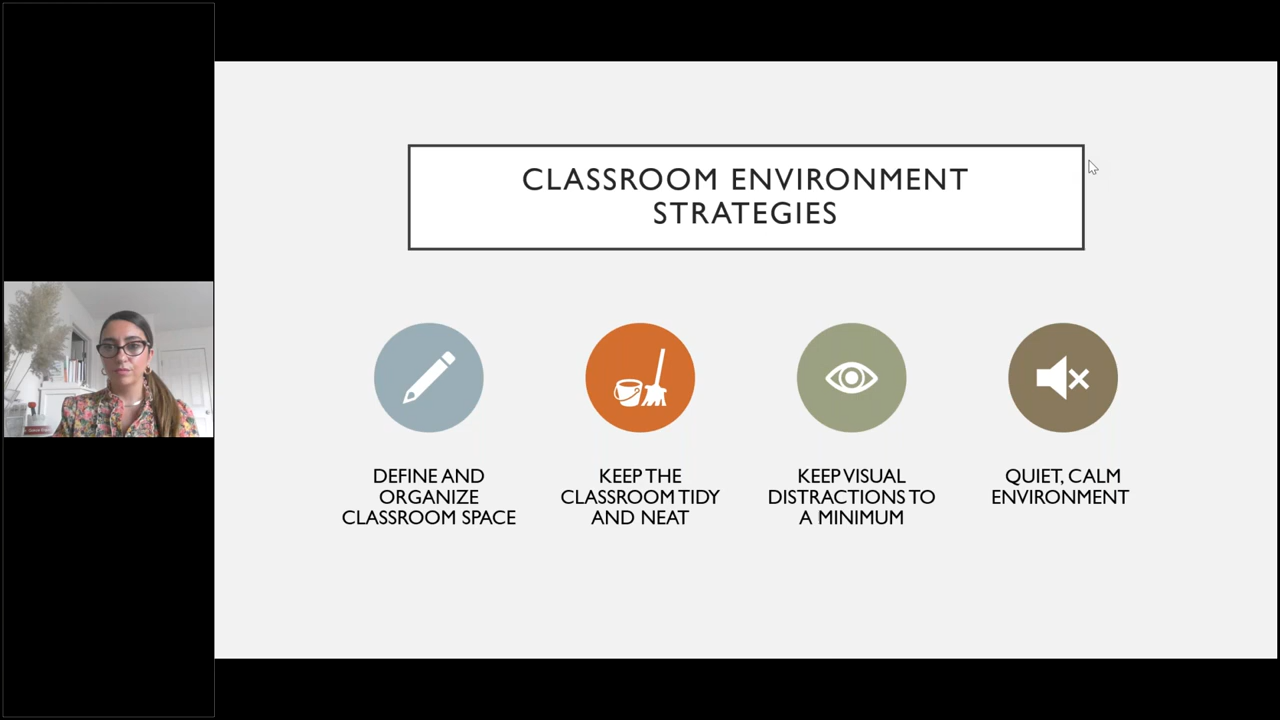 CLASSROOM ENVIRONMENT
STRATEGIES
DEFINE AND
ORGANIZE
CLASSROOM SPACE
KEEP THE
CLASSROOM TIDY
AND NEAT
KEEP VISUAL
DISTRACTIONS TO
A MINIMUM
QUIET, CALM
ENVIRONMENT